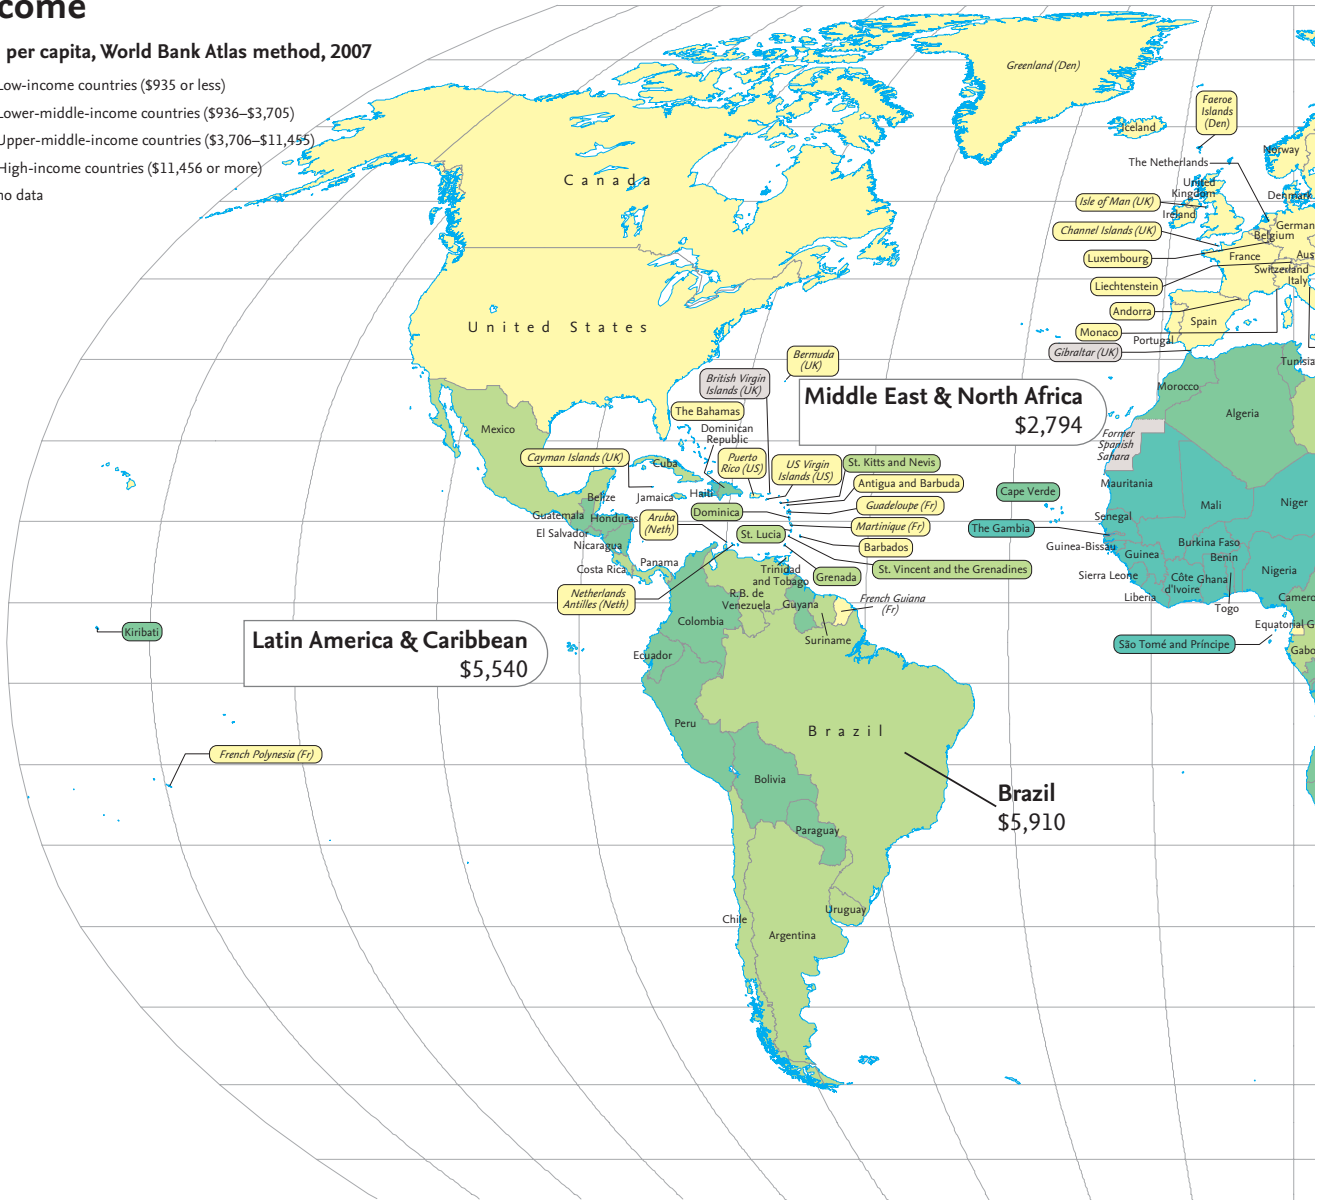 come
per capita, World Bank Atlas method, 2007
Low-income countries ($935 or less)
Lower-middle-income countries ($936–$3,705)
Upper-middle-income countries ($3,706–$11,455)
High-income countries ($11,456 or more)
no data
Greenland (Den)
Faeroe
Islands
(Den)
Iceland
Norway
The Netherlands
Canada
United
Kingdom
Denmark
Isle of Man (UK)
Ireland
German
Channel Islands (UK)
Belgium
Luxembourg
France
Aus
Switzerland
Liechtenstein
Italy
Andorra
Spain
United States
Monaco
Portugal
Gibraltar (UK)
Tunisia
Bermuda
(UK)
British Virgin
Islands (UK)
Middle East & North Africa
$2,794
Morocco
The Bahamas
Algeria
Mexico
Dominican
Republic
Former
Spanish
Sahara
Cayman Islands (UK)
Cuba
Puerto
Rico (US)
US Virgin
Islands (US)
St. Kitts and Nevis
Antigua and Barbuda
Mauritania
Belize
Jamaica
Haiti
Cape Verde
Guadeloupe (Fr)
Mali
Niger
Guatemala
Honduras
Dominica
Senegal
Aruba
(Neth)
Martinique (Fr)
The Gambia
El Salvador
St. Lucia
Nicaragua
Barbados
Guinea-Bissau
Burkina Faso
Guinea
Benin
Costa Rica
Panama
Trinidad
and Tobago
Grenada
St. Vincent and the Grenadines
Sierra Leone
Côte
d'Ivoire
Ghana
Nigeria
Netherlands
Antilles (Neth)
R.B. de
Venezuela
Guyana
French Guiana
(Fr)
Liberia
Togo
Camero
Colombia
Suriname
Equatorial G
Kiribati
Latin America & Caribbean
$5,540
Ecuador
São Tomé and Príncipe
Gabo
Peru
Brazil
French Polynesia (Fr)
Bolivia
Brazil
$5,910
Paraguay
Uruguay
Chile
Argentina